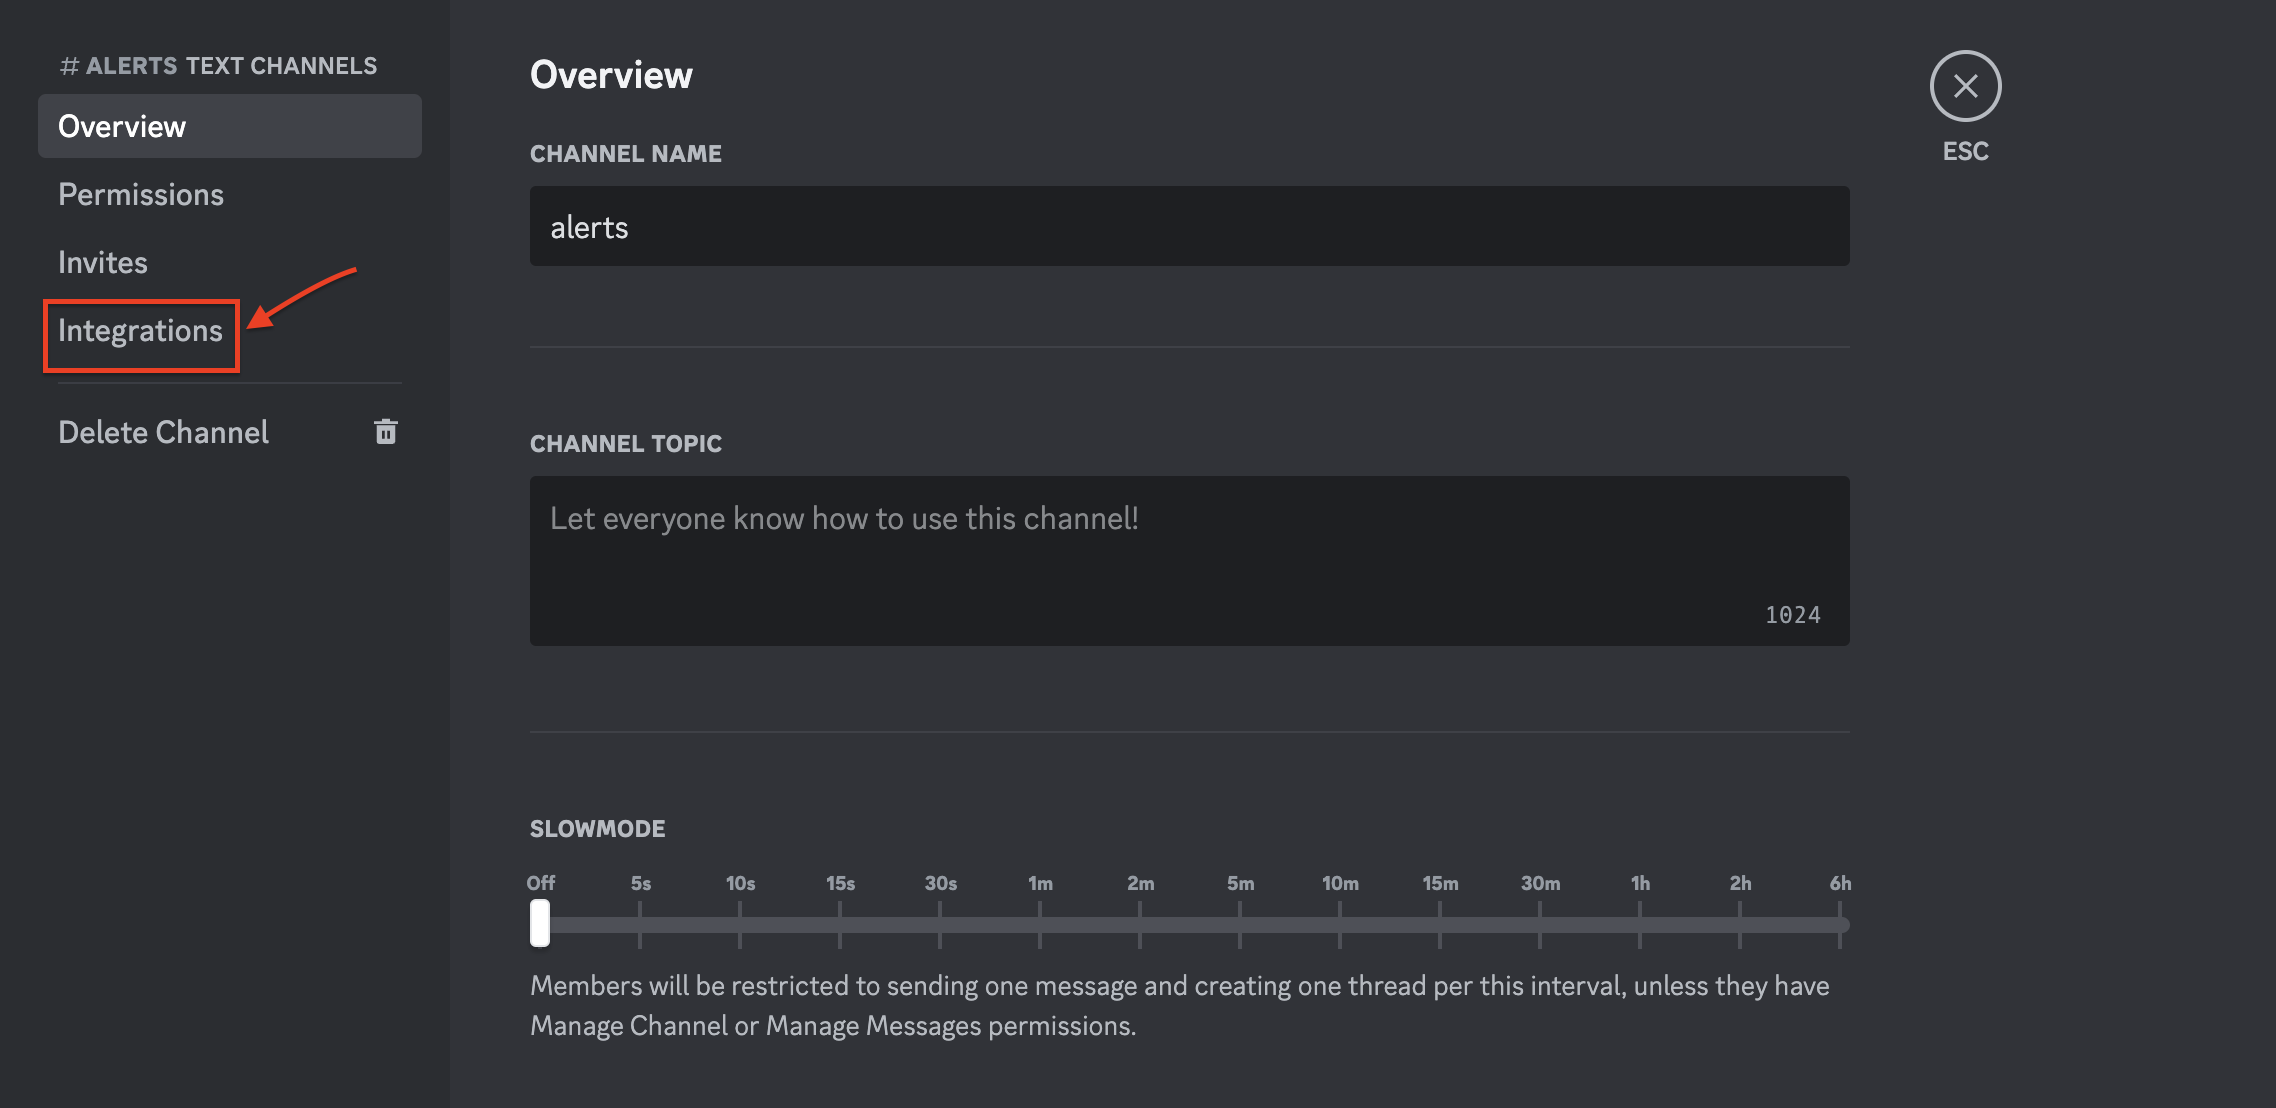 # ALERTS TEXT CHANNELS
Overview
Permissions
Invites
Integrations
Delete Channel
Overview
CHANNEL NAME
alerts
CHANNEL TOPIC
Let everyone know how to use this channel!
1024
SLOWMODE
Off 5s 10s 15s 30s 1m 2m 5m 10m 15m 30m 1h 2h 6h
Members will be restricted to sending one message and creating one thread per this interval, unless they have
Manage Channel or Manage Messages permissions.
ESC